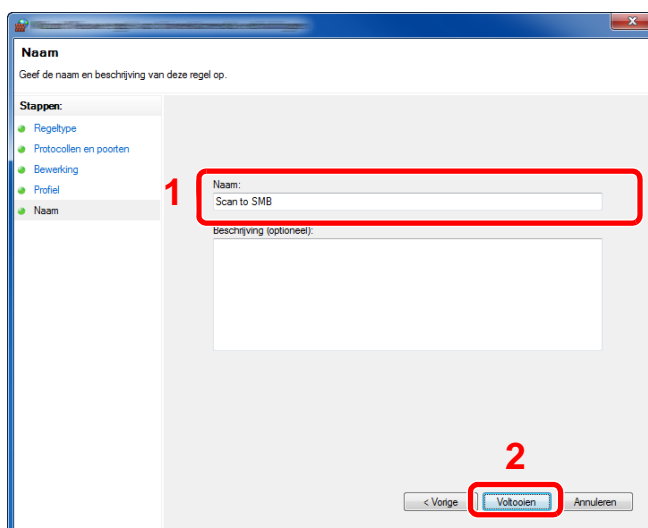 Naam
Geef de naam en beschrijving van deze regel op.
Stappen:
Regeltype
Protocollen en poorten
Bewerking
Profiel
Naam
1
Naam:
Scan to SMB
Beschrijving (optioneel):
2
< Vorige
Voltooien
Annuleren